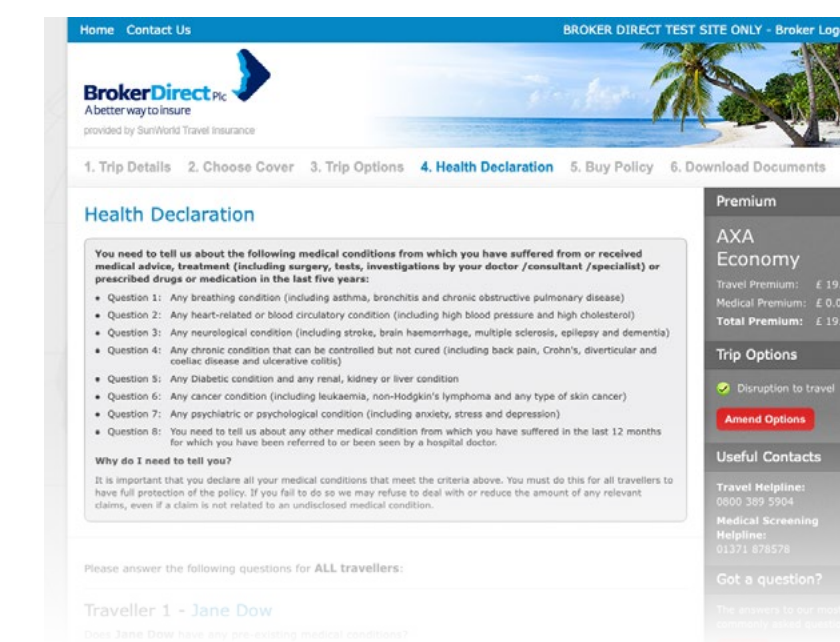 Home Contact Us BROKER DIRECT TEST SITE ONLY - Broker
BrokerDirect Plc
A better way to insure
provided by SunWorld Travel Insurance
1. Trip Details 2. Choose Cover 3. Trip Options 4. Health Declaration 5. Buy Policy 6. Download Documents
Health Declaration
You need to tell us about the following medical conditions from which you have suffered from or received
medical advice, treatment (including surgery, tests, investigations by your doctor /consultant /specialist) or
prescribed drugs or medication in the last five years:
• Question 1: Any breathing condition (including asthma, bronchitis and chronic obstructive pulmonary disease)
• Question 2: Any heart-related or blood circulatory condition (including high blood pressure and high cholesterol)
• Question 3: Any neurological condition (including stroke, brain haemorrhage, multiple sclerosis, epilepsy and dementia)
• Question 4: Any chronic condition that can be controlled but not cured (including back pain, Crohn's, diverticular and
coeliac disease and ulcerative colitis)
• Question 5: Any Diabetic condition and any renal, kidney or liver condition
• Question 6: Any cancer condition (including leukaemia, non-Hodgkin's lymphoma and any type of skin cancer)
• Question 7: Any psychiatric or psychological condition (including anxiety, stress and depression)
• Question 8: You need to tell us about any other medical condition from which you have suffered in the last 12 months
for which you have been referred to or been seen by a hospital doctor.
Why do I need to tell you?
It is important that you declare all your medical conditions that meet the criteria above. You must do this for all travellers to
have full protection of the policy. If you fail to do so we may refuse to deal with or reduce the amount of any relevant
claims, even if a claim is not related to an undisclosed medical condition.
Please answer the following questions for ALL travellers:
Traveller 1 - Jane Dow
Does Jane Dow have any pre-existing medical conditions?
Premium
AXA
Economy
Travel Premium: £ 19.
Medical Premium: £ 0.0
Total Premium: £ 19.
Trip Options
Disruption to travel
Amend Options
Useful Contacts
Travel Helpline:
0800 389 5904
Medical Screening
Helpline:
01371 878578
Got a question?
The answers to our most
commonly asked